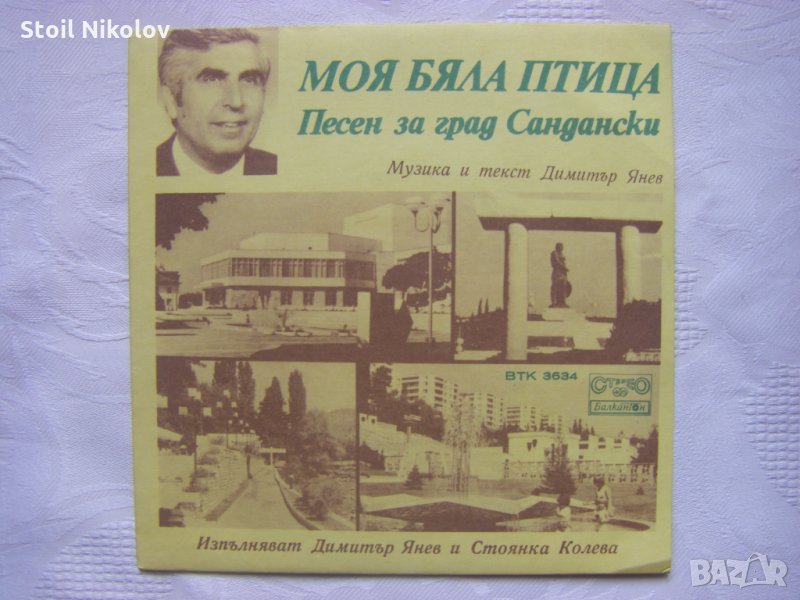 Stoil Nikolov
МОЯ БЯЛА ПТИЦА
Песен за град Сандански
Музика и текст Димитър Янев
ВТК 3634
СТЕРЕО
Балкантон
Изпълняват Димитър Янев и Стоянка Колева
BAZAR